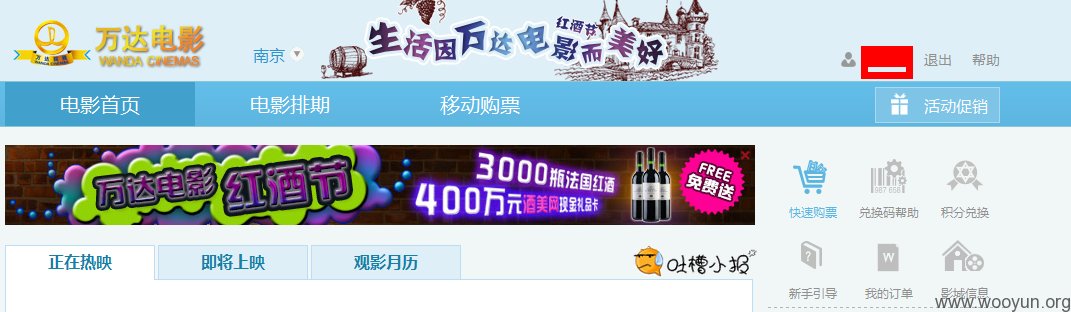 万达电影
WANDA CINEMAS
南京
生活因万达电影而美好
红酒节
退出
帮助
电影首页
电影排期
移动购票
活动促销
万达电影 红酒节
3000瓶法国红酒
400万元酒美网现金礼品卡
FREE
免费送
快速购票
兑换码帮助
积分兑换
正在热映
即将上映
观影月历
吐槽小报
新手引导
我的订单
影城信息
www.wooyun.org